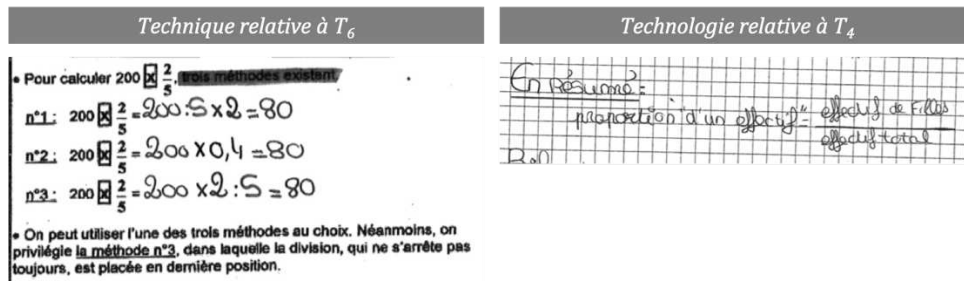 Technique relative à T₆
• Pour calculer 200 × 2/5, trois méthodes existent.
n°1 : 200 × 2/5 = 200 : 5 × 2 = 80
n°2 : 200 × 2/5 = 200 × 0,4 = 80
n°3 : 200 × 2/5 = 200 × 2 : 5 = 80
• On peut utiliser l'une des trois méthodes au choix. Néanmoins, on
privilégie la méthode n°3, dans laquelle la division, qui ne s'arrête pas
toujours, est placée en dernière position.
Technologie relative à T₄
En Résumé :
proportion "d'un effectif" = effectif de Filles / effectif total